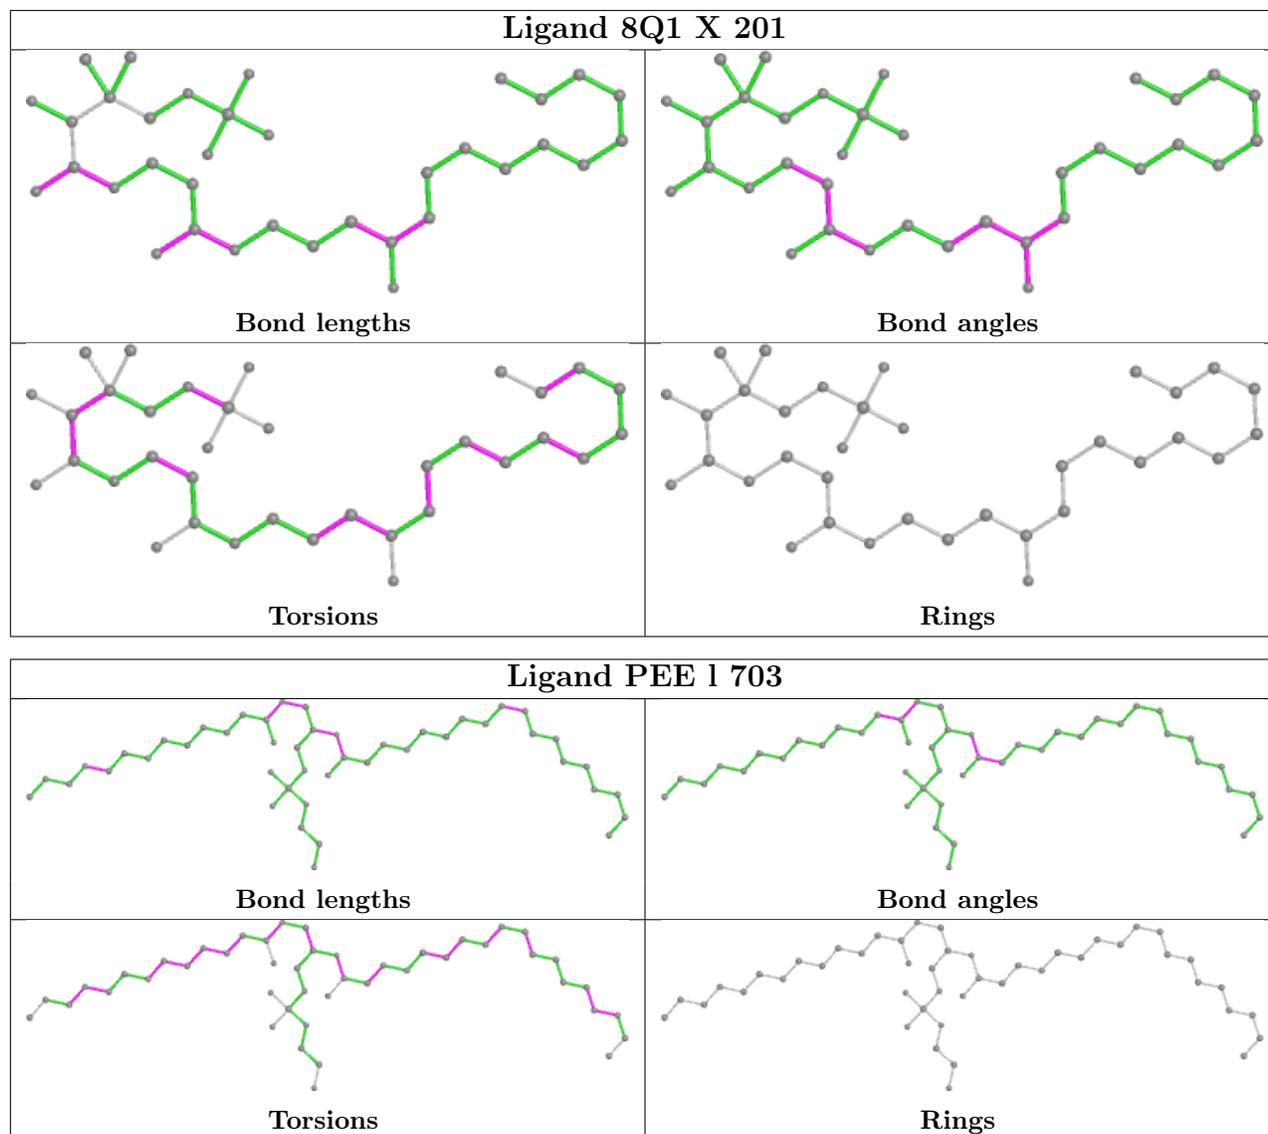 Ligand 8Q1 X 201
Bond lengths
Bond angles
Torsions
Rings
Ligand PEE l 703
Bond lengths
Bond angles
Torsions
Rings